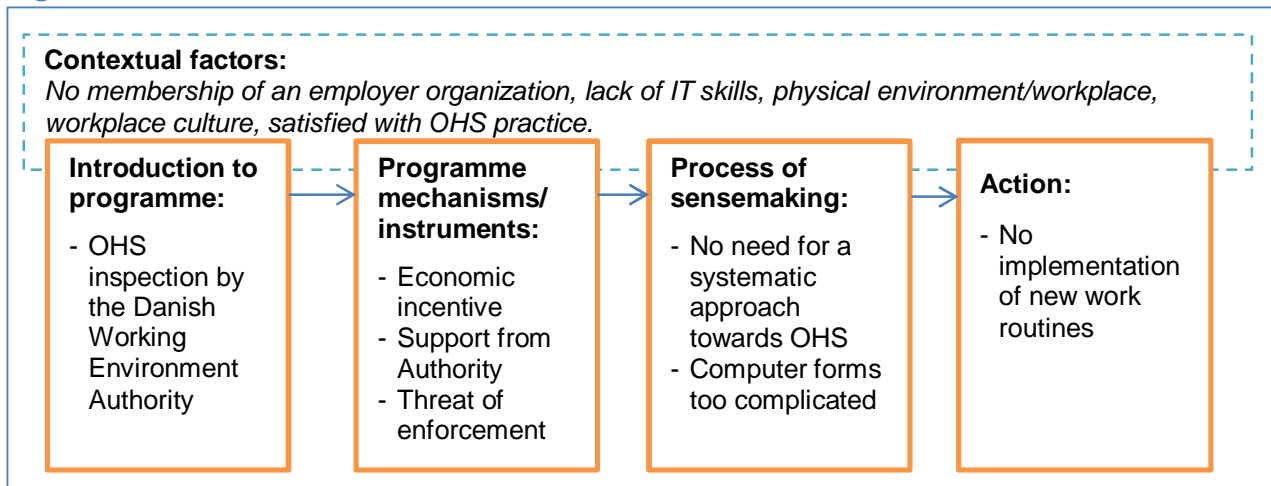 Contextual factors:
No membership of an employer organization, lack of IT skills, physical environment/workplace,
workplace culture, satisfied with OHS practice.
Introduction to
programme:
- OHS
inspection by
the Danish
Working
Environment
Authority
Programme
mechanisms/
instruments:
- Economic
incentive
- Support from
Authority
- Threat of
enforcement
Process of
sensemaking:
- No need for a
systematic
approach
towards OHS
- Computer forms
too complicated
Action:
- No
implementation
of new work
routines